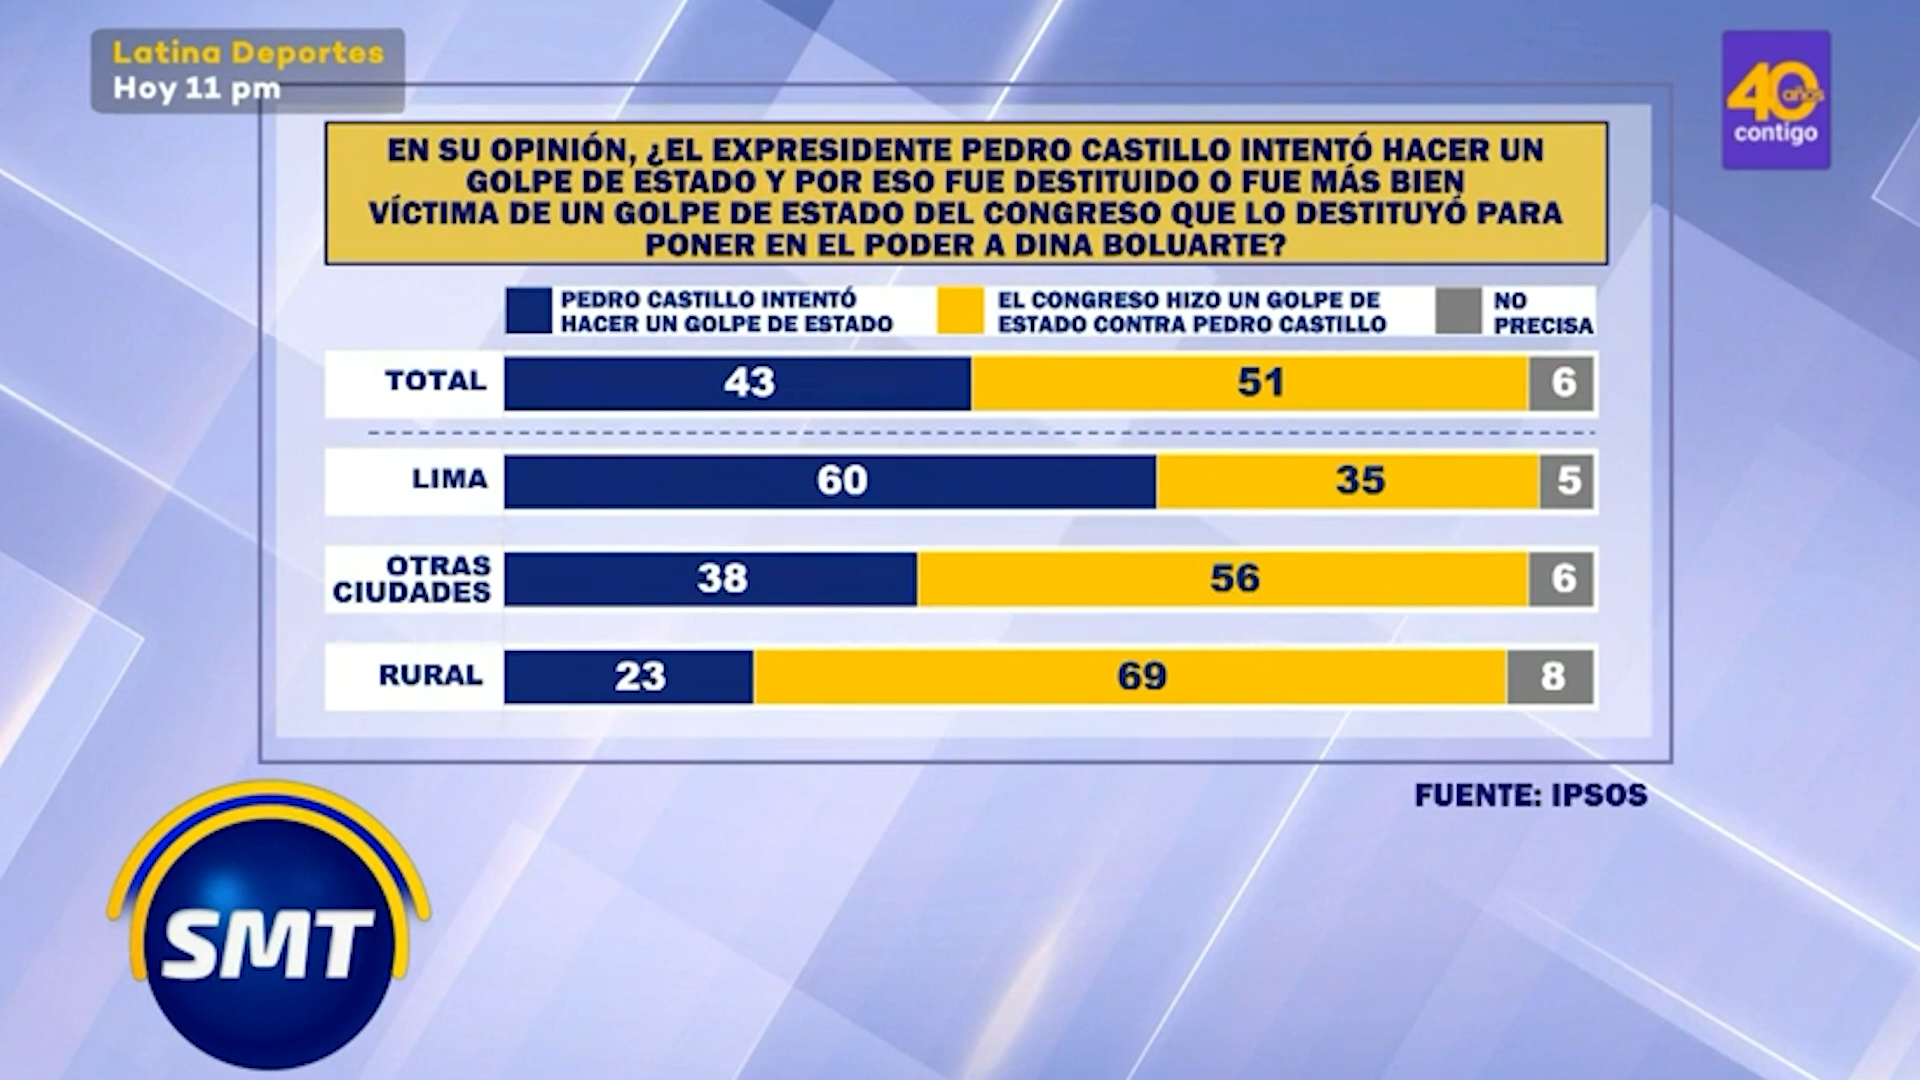 Latina Deportes
Hoy 11 pm
40 años
contigo
EN SU OPINIÓN, ¿EL EXPRESIDENTE PEDRO CASTILLO INTENTÓ HACER UN
GOLPE DE ESTADO Y POR ESO FUE DESTITUIDO O FUE MÁS BIEN
VÍCTIMA DE UN GOLPE DE ESTADO DEL CONGRESO QUE LO DESTITUYÓ PARA
PONER EN EL PODER A DINA BOLUARTE?
PEDRO CASTILLO INTENTÓ
HACER UN GOLPE DE ESTADO
EL CONGRESO HIZO UN GOLPE DE
ESTADO CONTRA PEDRO CASTILLO
NO
PRECISA
TOTAL 43 51 6
LIMA 60 35 5
OTRAS
CIUDADES 38 56 6
RURAL 23 69 8
FUENTE: IPSOS
SMT